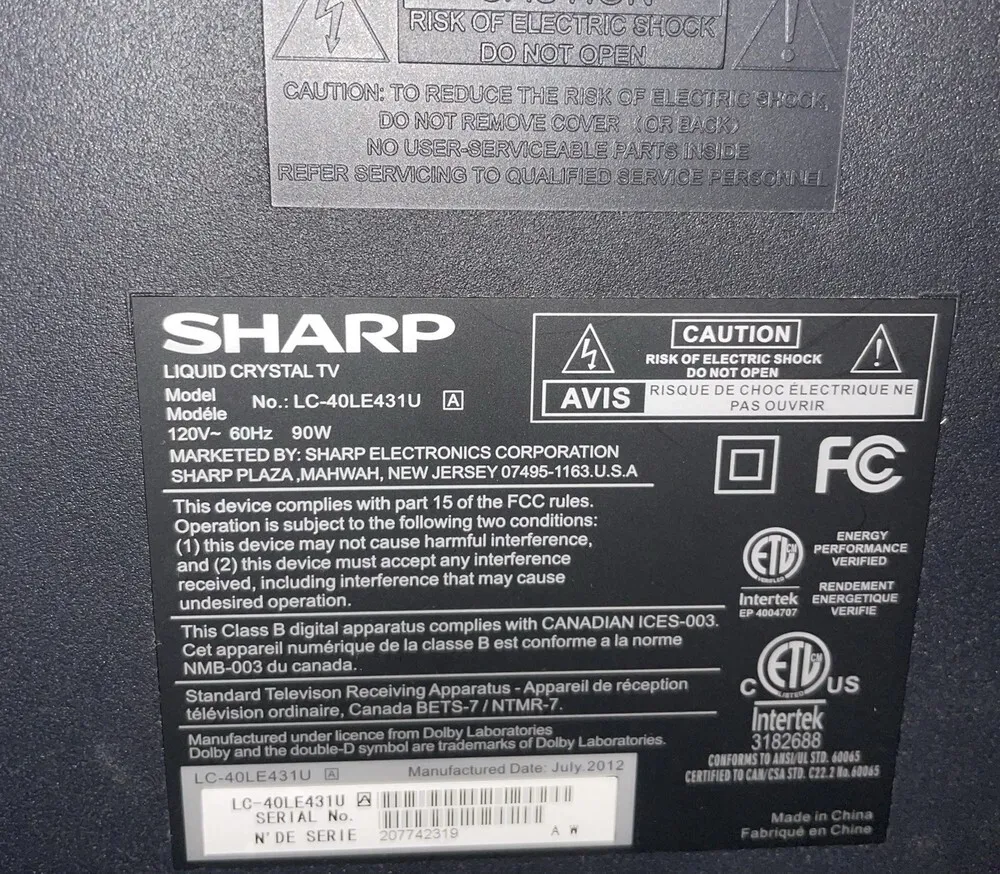 CAUTION
RISK OF ELECTRIC SHOCK
DO NOT OPEN
CAUTION: TO REDUCE THE RISK OF ELECTRIC SHOCK,
DO NOT REMOVE COVER (OR BACK)
NO USER-SERVICEABLE PARTS INSIDE
REFER SERVICING TO QUALIFIED SERVICE PERSONNEL
SHARP
LIQUID CRYSTAL TV
Model
Modéle
No.: LC-40LE431U A
120V~ 60Hz 90W
MARKETED BY: SHARP ELECTRONICS CORPORATION
SHARP PLAZA ,MAHWAH, NEW JERSEY 07495-1163.U.S.A
CAUTION
RISK OF ELECTRIC SHOCK
DO NOT OPEN
AVIS
RISQUE DE CHOC ÉLECTRIQUE NE
PAS OUVRIR
FC
This device complies with part 15 of the FCC rules.
Operation is subject to the following two conditions:
(1) this device may not cause harmful interference,
and (2) this device must accept any interference
received, including interference that may cause
undesired operation.
ETL CM
VERIFIED
Intertek
EP 4004707
ENERGY
PERFORMANCE
VERIFIED
RENDEMENT
ENERGETIQUE
VERIFIE
This Class B digital apparatus complies with CANADIAN ICES-003.
Cet appareil numérique de la classe B est conforme a la norme
NMB-003 du canada.
Standard Televison Receiving Apparatus - Appareil de réception
télévision ordinaire, Canada BETS-7 / NTMR-7.
Manufactured under licence from Dolby Laboratories
Dolby and the double-D symbol are trademarks of Dolby Laboratories.
C ETL CM US
LISTED
Intertek
3182688
CONFORMS TO ANSI/UL STD. 60065
CERTIFIED TO CAN/CSA STD. C22.2 No.60065
LC-40LE431U A Manufactured Date: July.2012
LC-40LE431U A
SERIAL No.
N'DE SERIE 207742319 A W
Made in China
Fabriqué en Chine